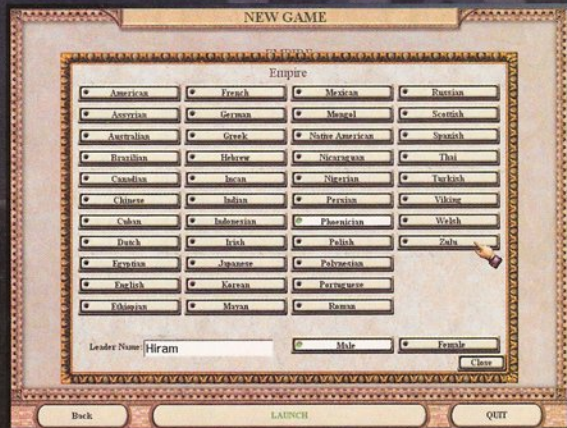 NEW GAME
EMPIRE
Empire
American French Mexican Russian
Assyrian German Mongol Scottish
Australian Greek Native American Spanish
Brazilian Hebrew Nicaraguan Thai
Canadian Incan Nigerian Turkish
Chinese Indian Persian Viking
Cuban Indonesian Phoenician Welsh
Dutch Irish Polish Zulu
Egyptian Japanese Polynesian
English Korean Portuguese
Ethiopian Mayan Roman
Leader Name: Hiram Male Female
Close
Back LAUNCH QUIT